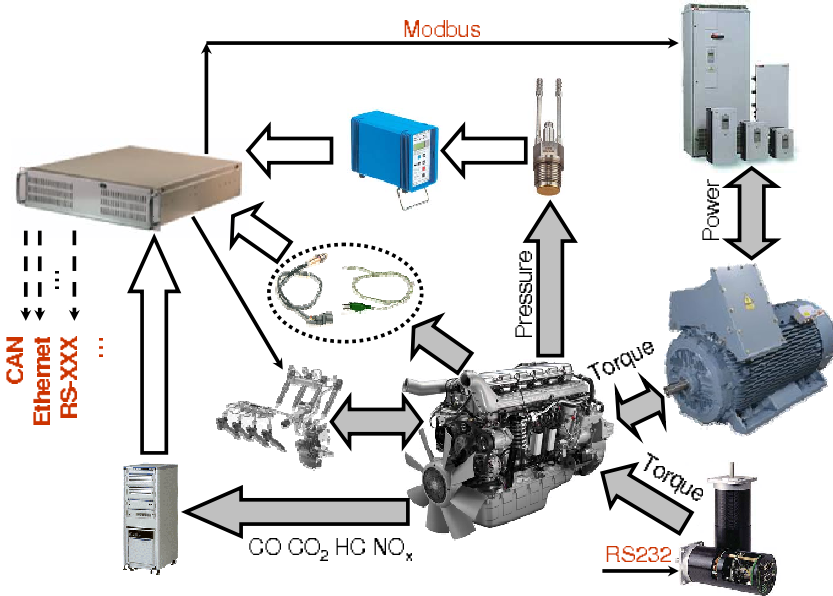 Modbus
Power
Pressure
Torque
CAN
Ethernet
RS-XXX
...
...
Torque
CO CO₂ HC NOₓ
RS232